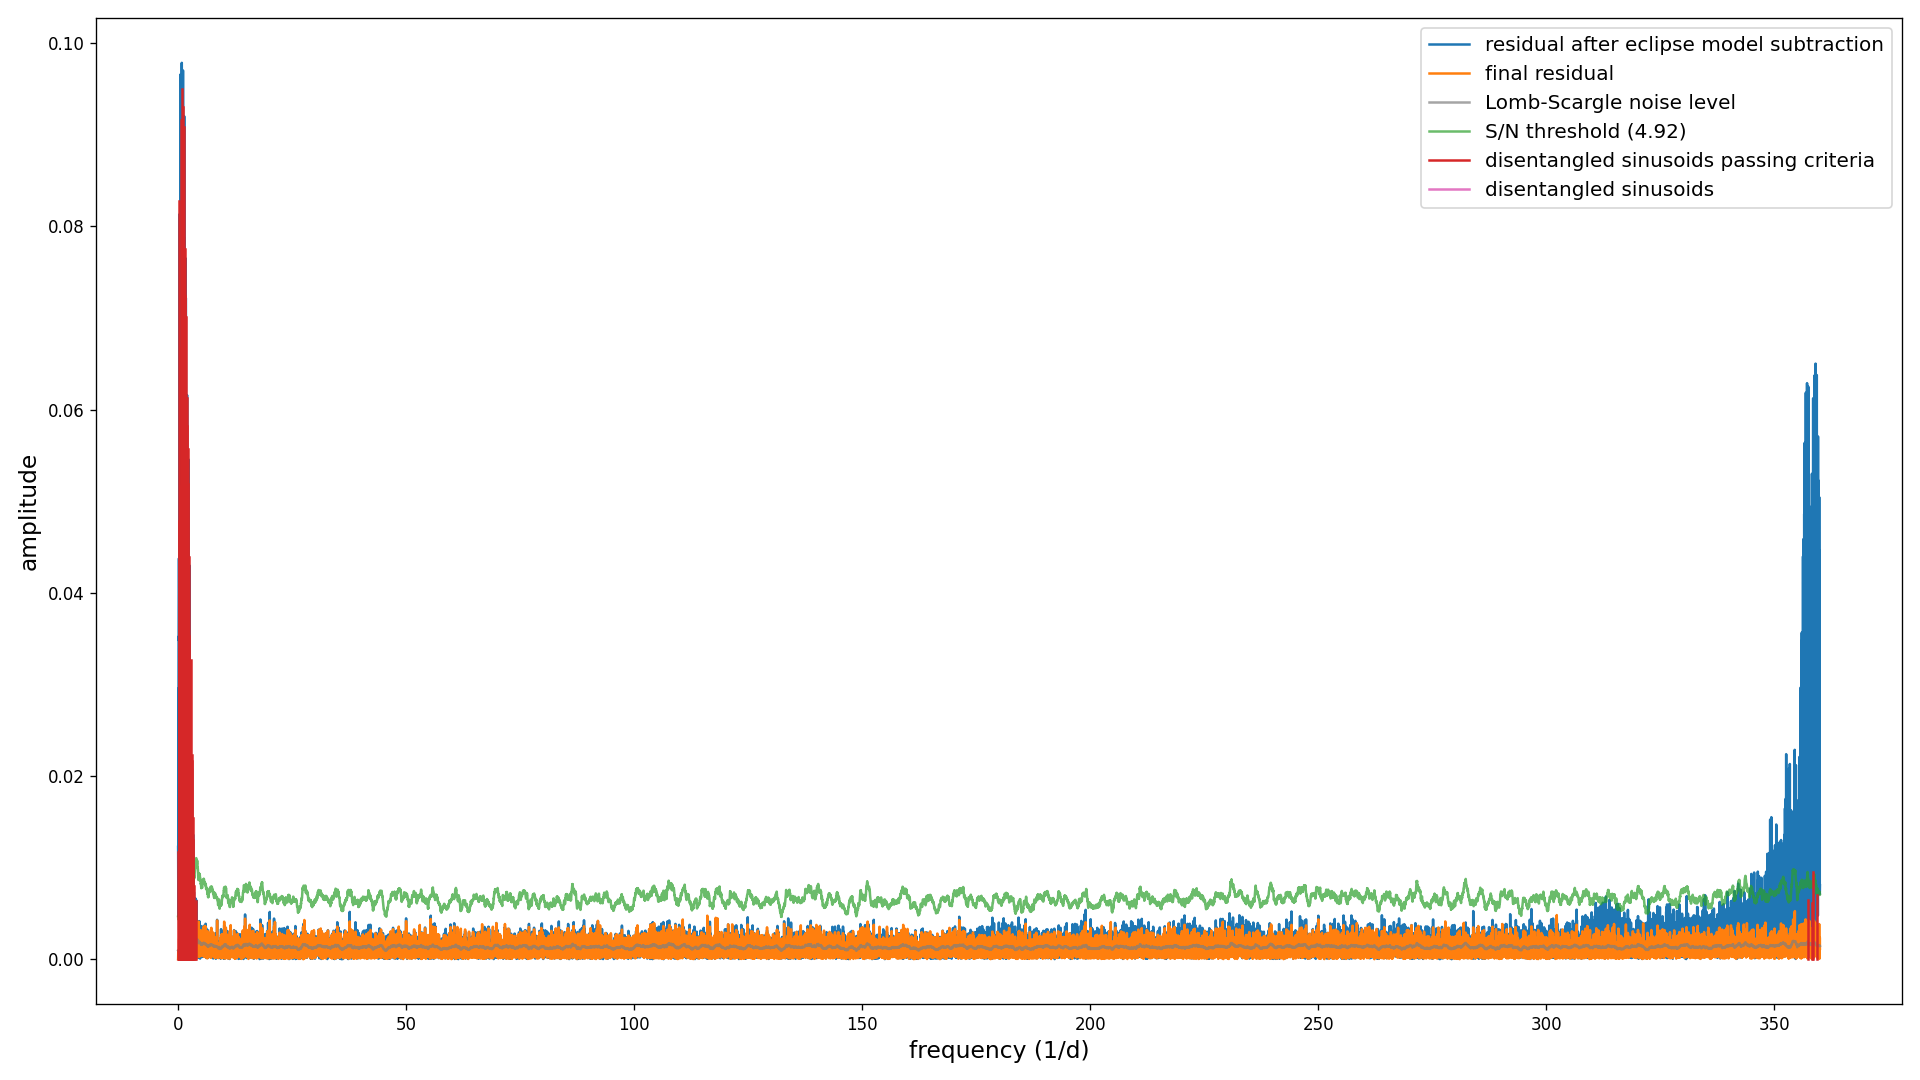 residual after eclipse model subtraction
final residual
Lomb-Scargle noise level
S/N threshold (4.92)
disentangled sinusoids passing criteria
disentangled sinusoids
0.10
0.08
0.06
0.04
0.02
0.00
amplitude
0 50 100 150 200 250 300 350
frequency (1/d)